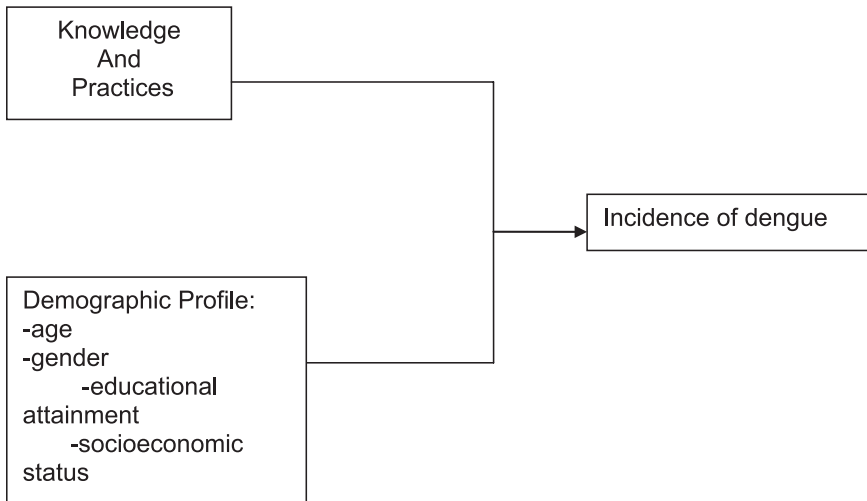 Knowledge
And
Practices
Incidence of dengue
Demographic Profile:
-age
-gender
-educational
attainment
-socioeconomic
status